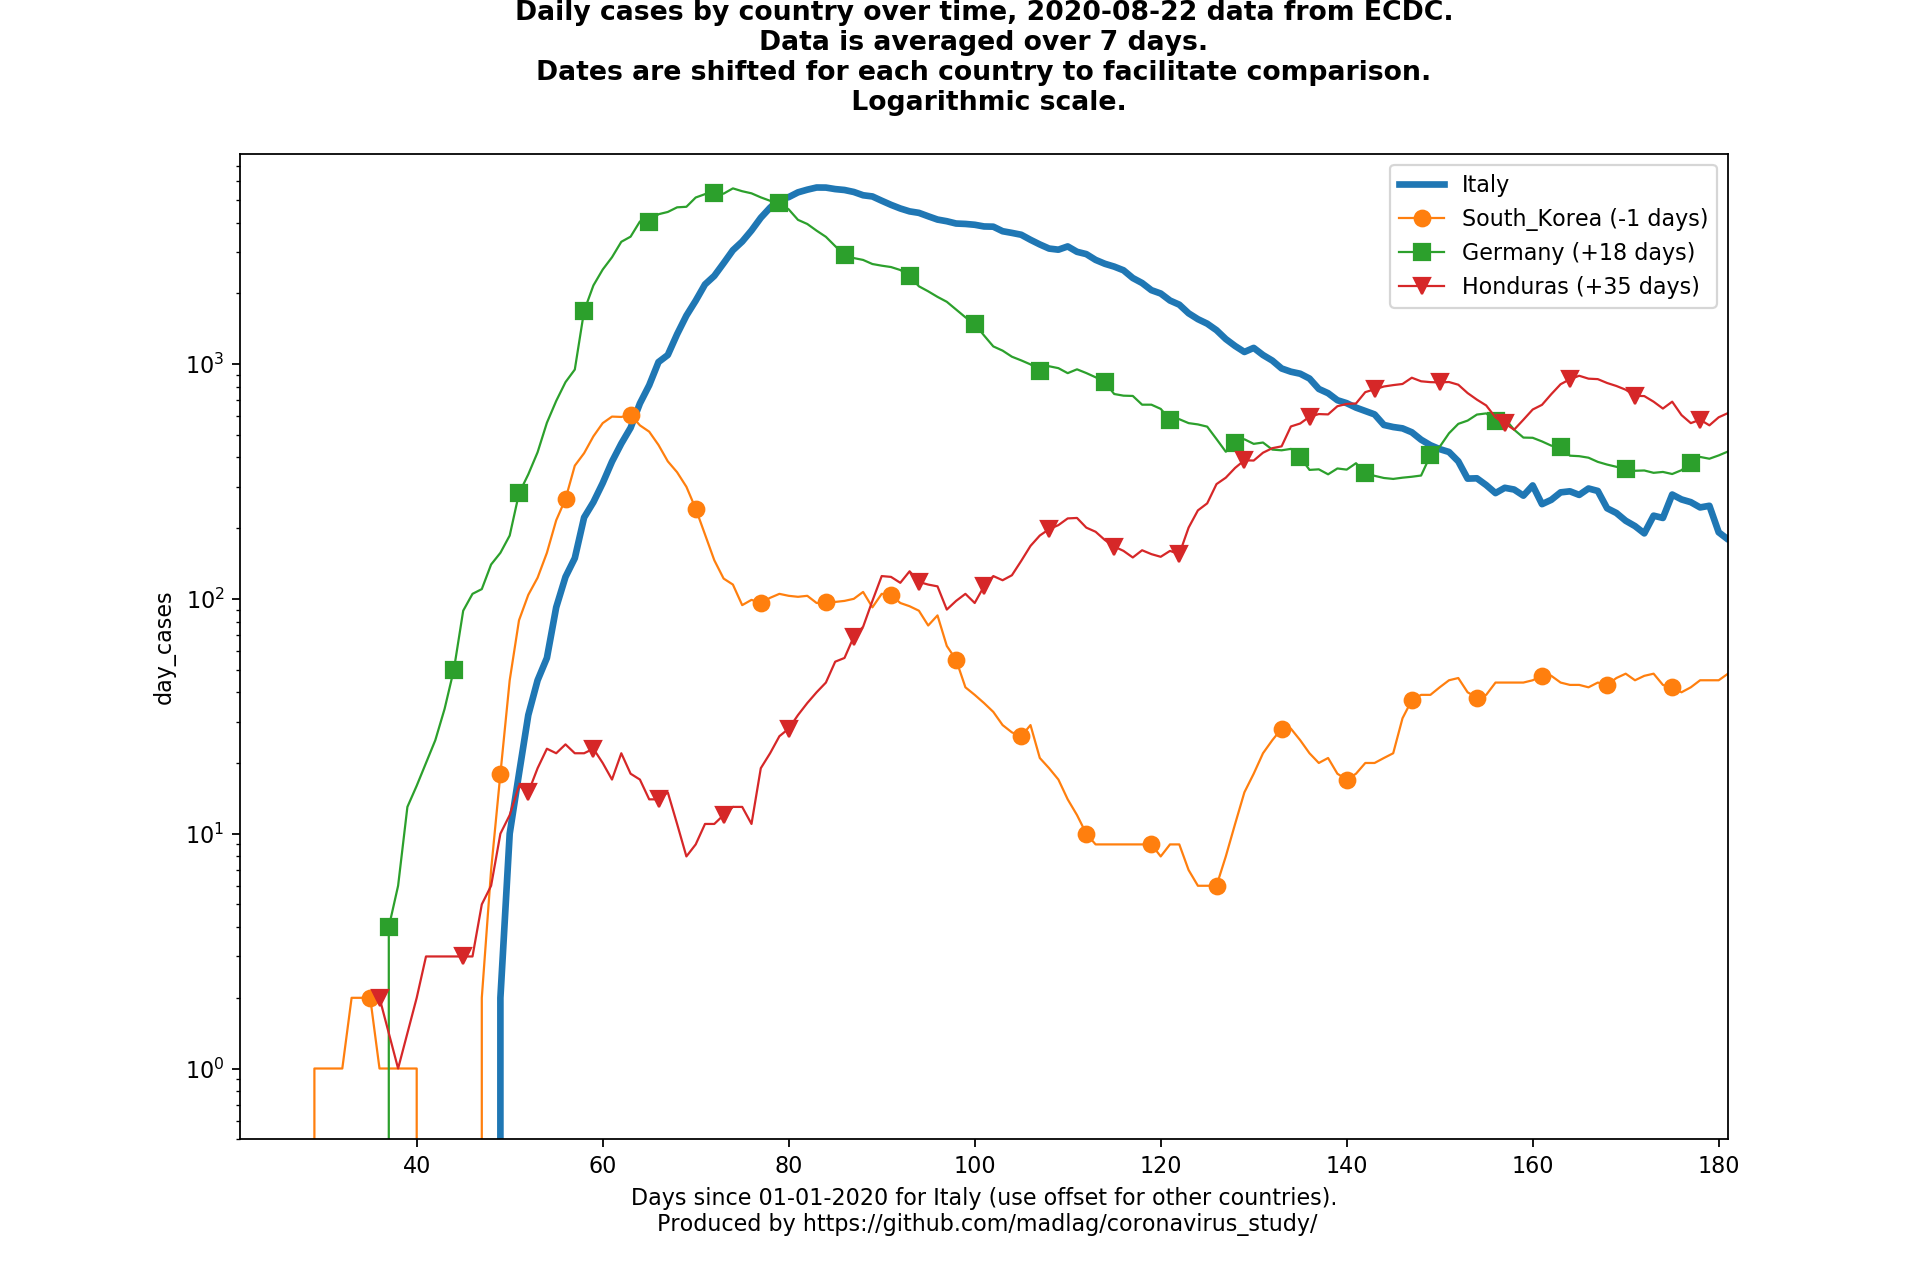 Daily cases by country over time, 2020-08-22 data from ECDC.
Data is averaged over 7 days.
Dates are shifted for each country to facilitate comparison.
Logarithmic scale.
Italy
South_Korea (-1 days)
Germany (+18 days)
Honduras (+35 days)
10³
10²
10¹
10⁰
day_cases
40 60 80 100 120 140 160 180
Days since 01-01-2020 for Italy (use offset for other countries).
Produced by https://github.com/madlag/coronavirus_study/